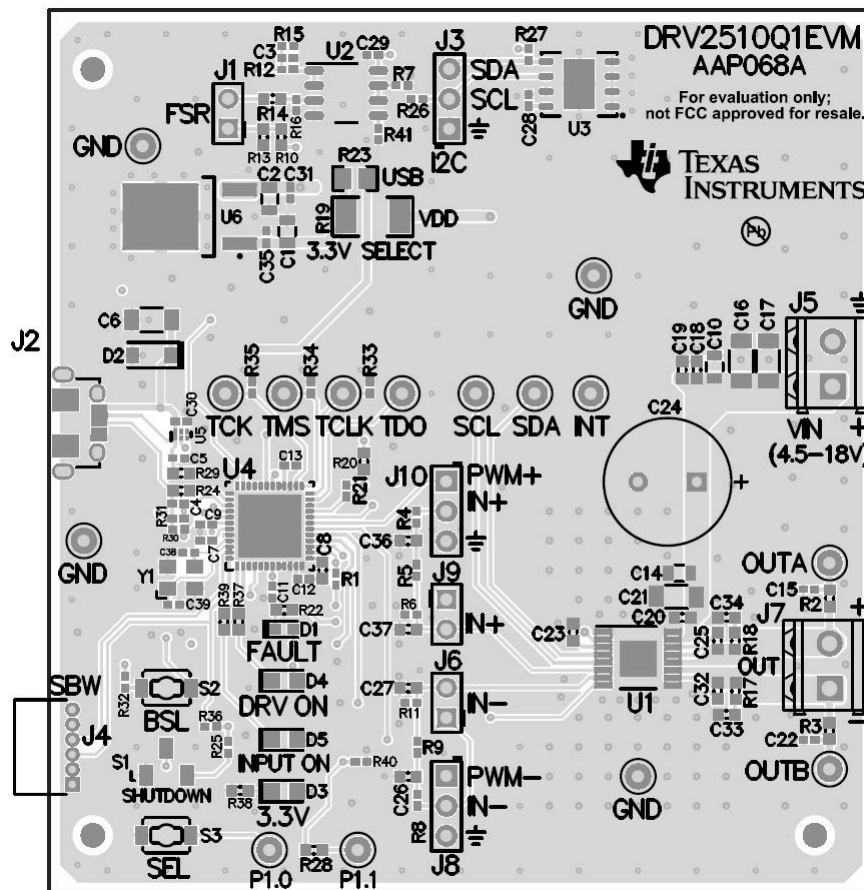 DRV2510Q1EVM
AAP068A
For evaluation only;
not FCC approved for resale.
TEXAS
INSTRUMENTS
Pb
R15
C3
R12
U2
C29
J3
SDA
SCL
I2C
R27
C28
U3
J1
FSR
R14
R16
R13
R10
R7
R26
R41
GND
R23
USB
C2
C31
U6
R19
VDD
C35
C1
3.3V
SELECT
GND
J2
C6
D2
R35
R34
R33
C19
C18
C10
C16
C17
J5
TCK
TMS
TCLK
TDO
SCL
SDA
INT
C24
+
VIN
+
(4.5-18V)
C30
U5
C5
R29
R24
U4
C13
R20
R21
J10
PWM+
IN+
R31
C4
C9
R30
C38
C7
C8
R4
C36
GND
Y1
C39
R39
R37
C11
C12
R22
R1
R5
J9
IN+
R6
C37
D1
FAULT
C14
C21
C20
C23
U1
C34
C25
R18
C32
R17
C33
OUTA
C15
R2
J7
OUT
R3
C22
OUTB
SBW
J4
R32
S2
BSL
D4
DRV ON
C27
R11
J6
IN-
R36
R25
D5
INPUT ON
R40
R9
S1
SHUTDOWN
R38
D3
3.3V
C26
R8
PWM-
IN-
J8
GND
S3
SEL
P1.0
R28
P1.1